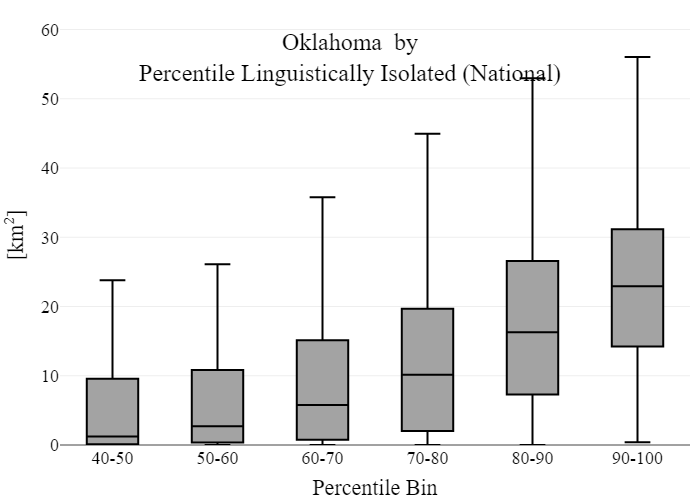 Oklahoma by
Percentile Linguistically Isolated (National)
60
50
40
30
20
10
0
[km²]
40-50 50-60 60-70 70-80 80-90 90-100
Percentile Bin